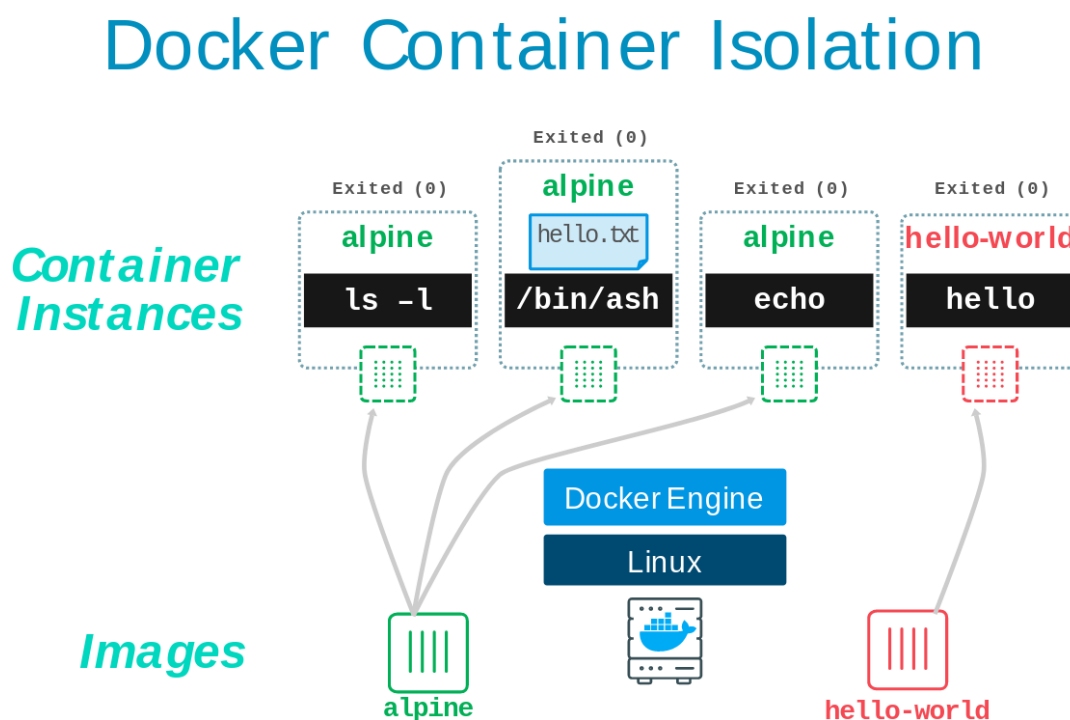 Docker Container Isolation
Exited (0)
Exited (0)
Exited (0)
Exited (0)
alpine
hello.txt
alpine
alpine
hello-world
Container
Instances
ls –l
/bin/ash
echo
hello
Docker Engine
Linux
Images
alpine
hello-world